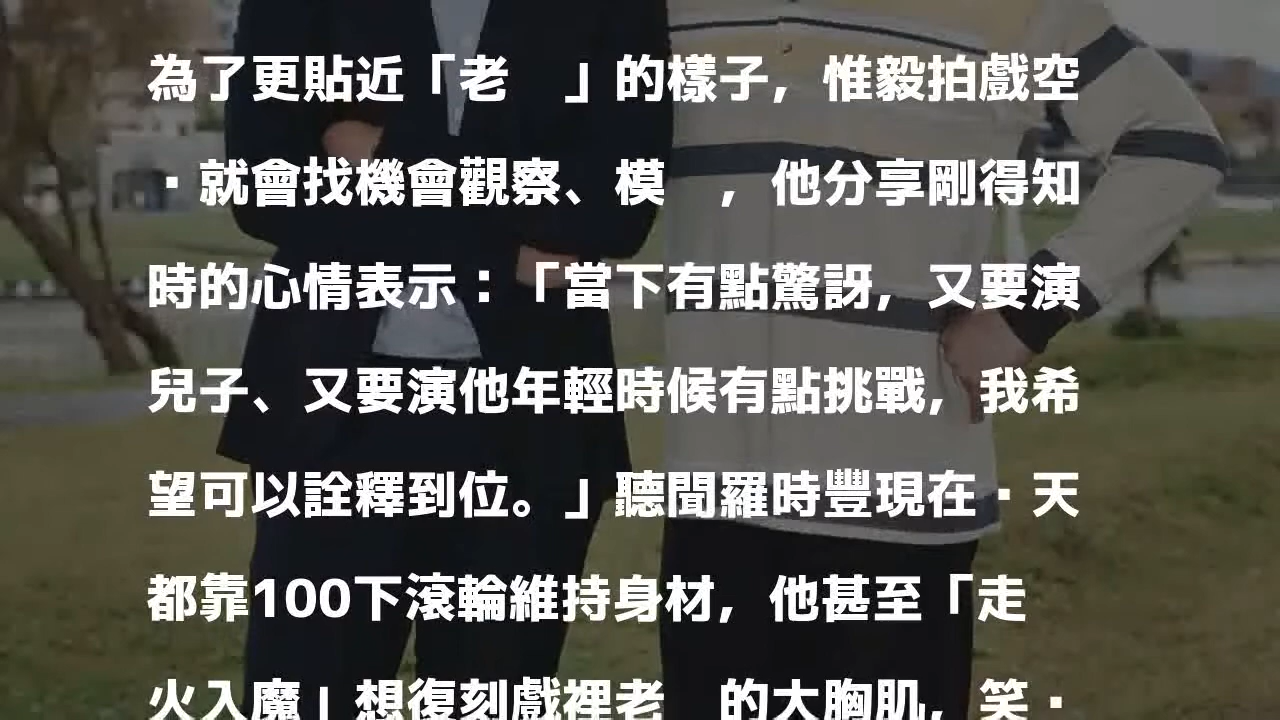 為了更貼近「老　」的樣子，惟毅拍戲空
▪就會找機會觀察、模　，他分享剛得知
時的心情表示：「當下有點驚訝，又要演
兒子、又要演他年輕時候有點挑戰，我希
望可以詮釋到位。」聽聞羅時豐現在▪天
都靠100下滾輪維持身材，他甚至「走
火入魔」想復刻戲裡老　的大胸肌，笑▪